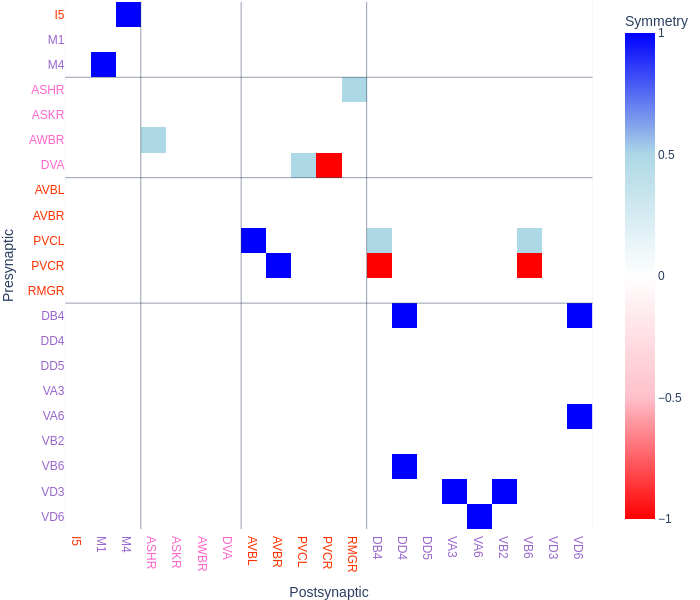 Symmetry
1
0.5
0
−0.5
−1
Presynaptic
I5
M1
M4
ASHR
ASKR
AWBR
DVA
AVBL
AVBR
PVCL
PVCR
RMGR
DB4
DD4
DD5
VA3
VA6
VB2
VB6
VD3
VD6
I5 M1 M4 ASHR ASKR AWBR DVA AVBL AVBR PVCL PVCR RMGR DB4 DD4 DD5 VA3 VA6 VB2 VB6 VD3 VD6
Postsynaptic